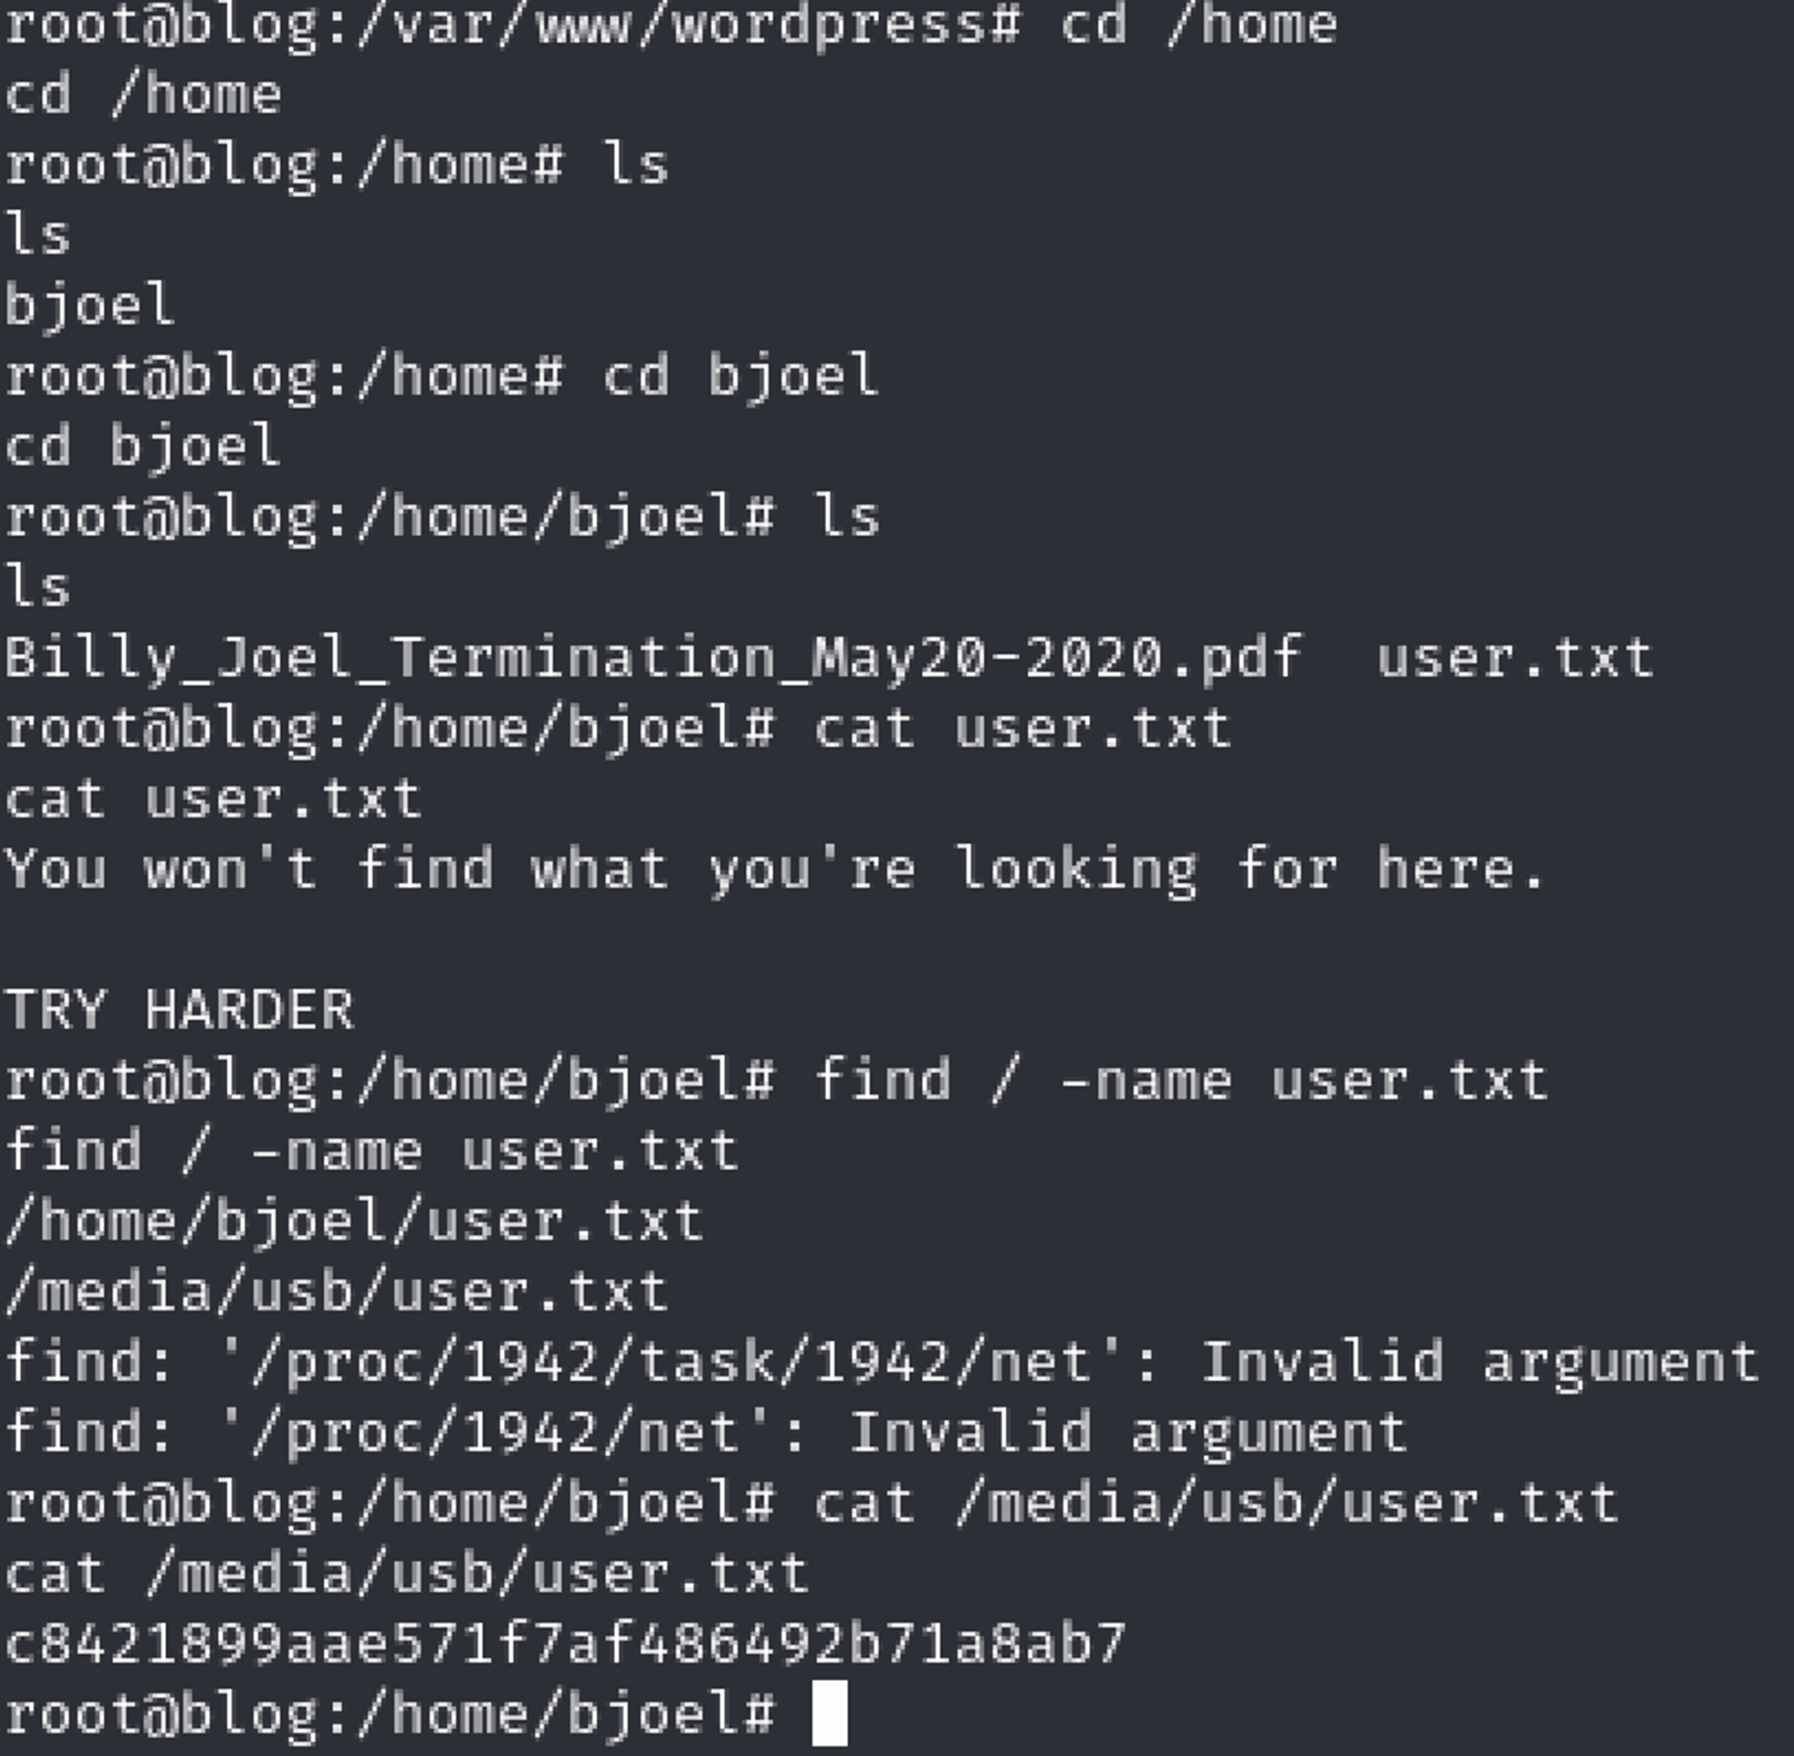 root@blog:/var/www/wordpress# cd /home
cd /home
root@blog:/home# ls
ls
bjoel
root@blog:/home# cd bjoel
cd bjoel
root@blog:/home/bjoel# ls
ls
Billy_Joel_Termination_May20-2020.pdf  user.txt
root@blog:/home/bjoel# cat user.txt
cat user.txt
You won't find what you're looking for here.

TRY HARDER
root@blog:/home/bjoel# find / -name user.txt
find / -name user.txt
/home/bjoel/user.txt
/media/usb/user.txt
find: '/proc/1942/task/1942/net': Invalid argument
find: '/proc/1942/net': Invalid argument
root@blog:/home/bjoel# cat /media/usb/user.txt
cat /media/usb/user.txt
c8421899aae571f7af486492b71a8ab7
root@blog:/home/bjoel#